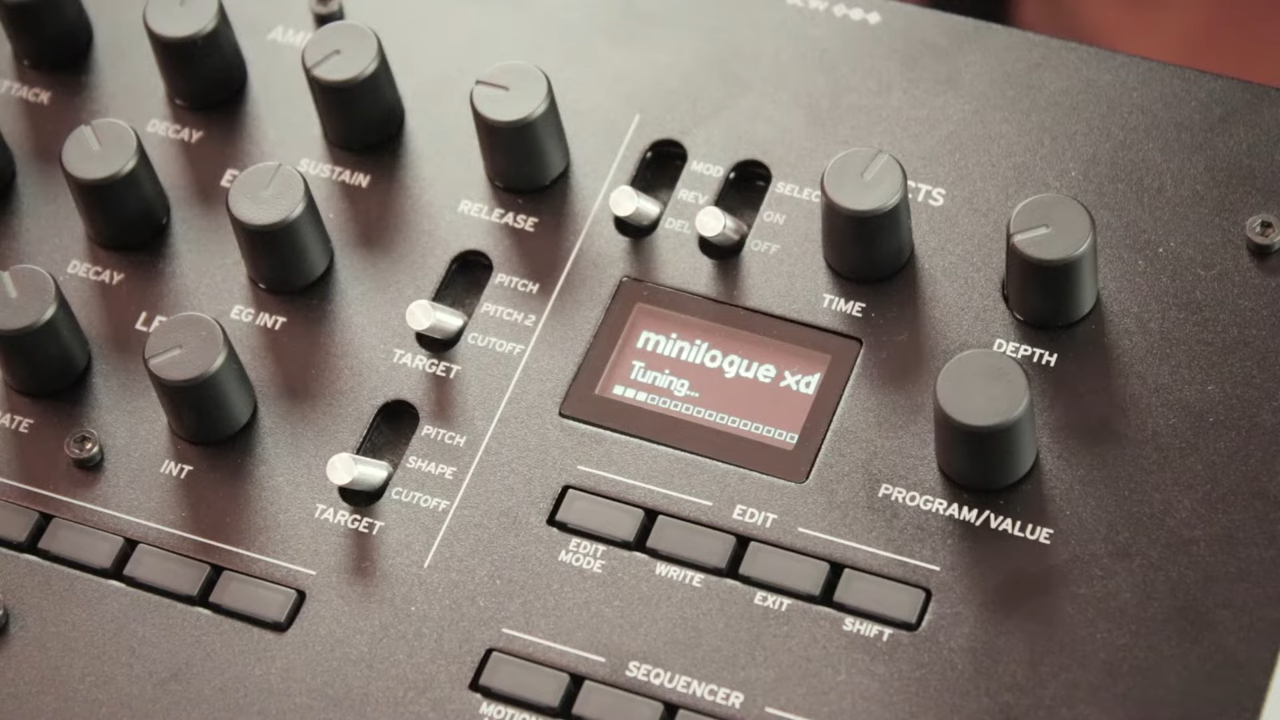 ATTACK
DECAY
SUSTAIN
RELEASE
DECAY
EG INT
INT
TARGET
PITCH
PITCH 2
CUTOFF
TARGET
PITCH
SHAPE
CUTOFF
MOD
REV
DEL
ON
OFF
TIME
DEPTH
minilogue xd
Tuning...
PROGRAM/VALUE
EDIT
EDIT
MODE
WRITE
EXIT
SHIFT
SEQUENCER
MOTION